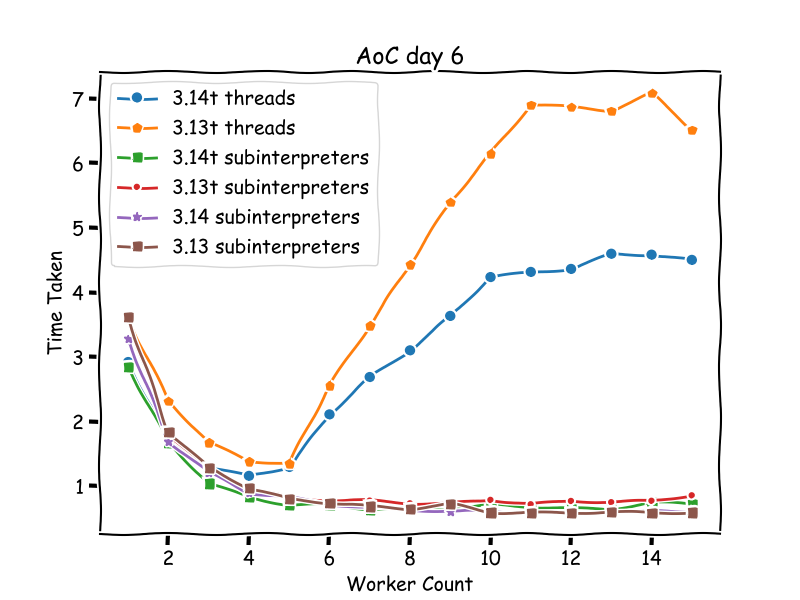 AoC day 6
3.14t threads
3.13t threads
3.14t subinterpreters
3.13t subinterpreters
3.14 subinterpreters
3.13 subinterpreters
7
6
5
4
3
2
1
Time Taken
2 4 6 8 10 12 14
Worker Count